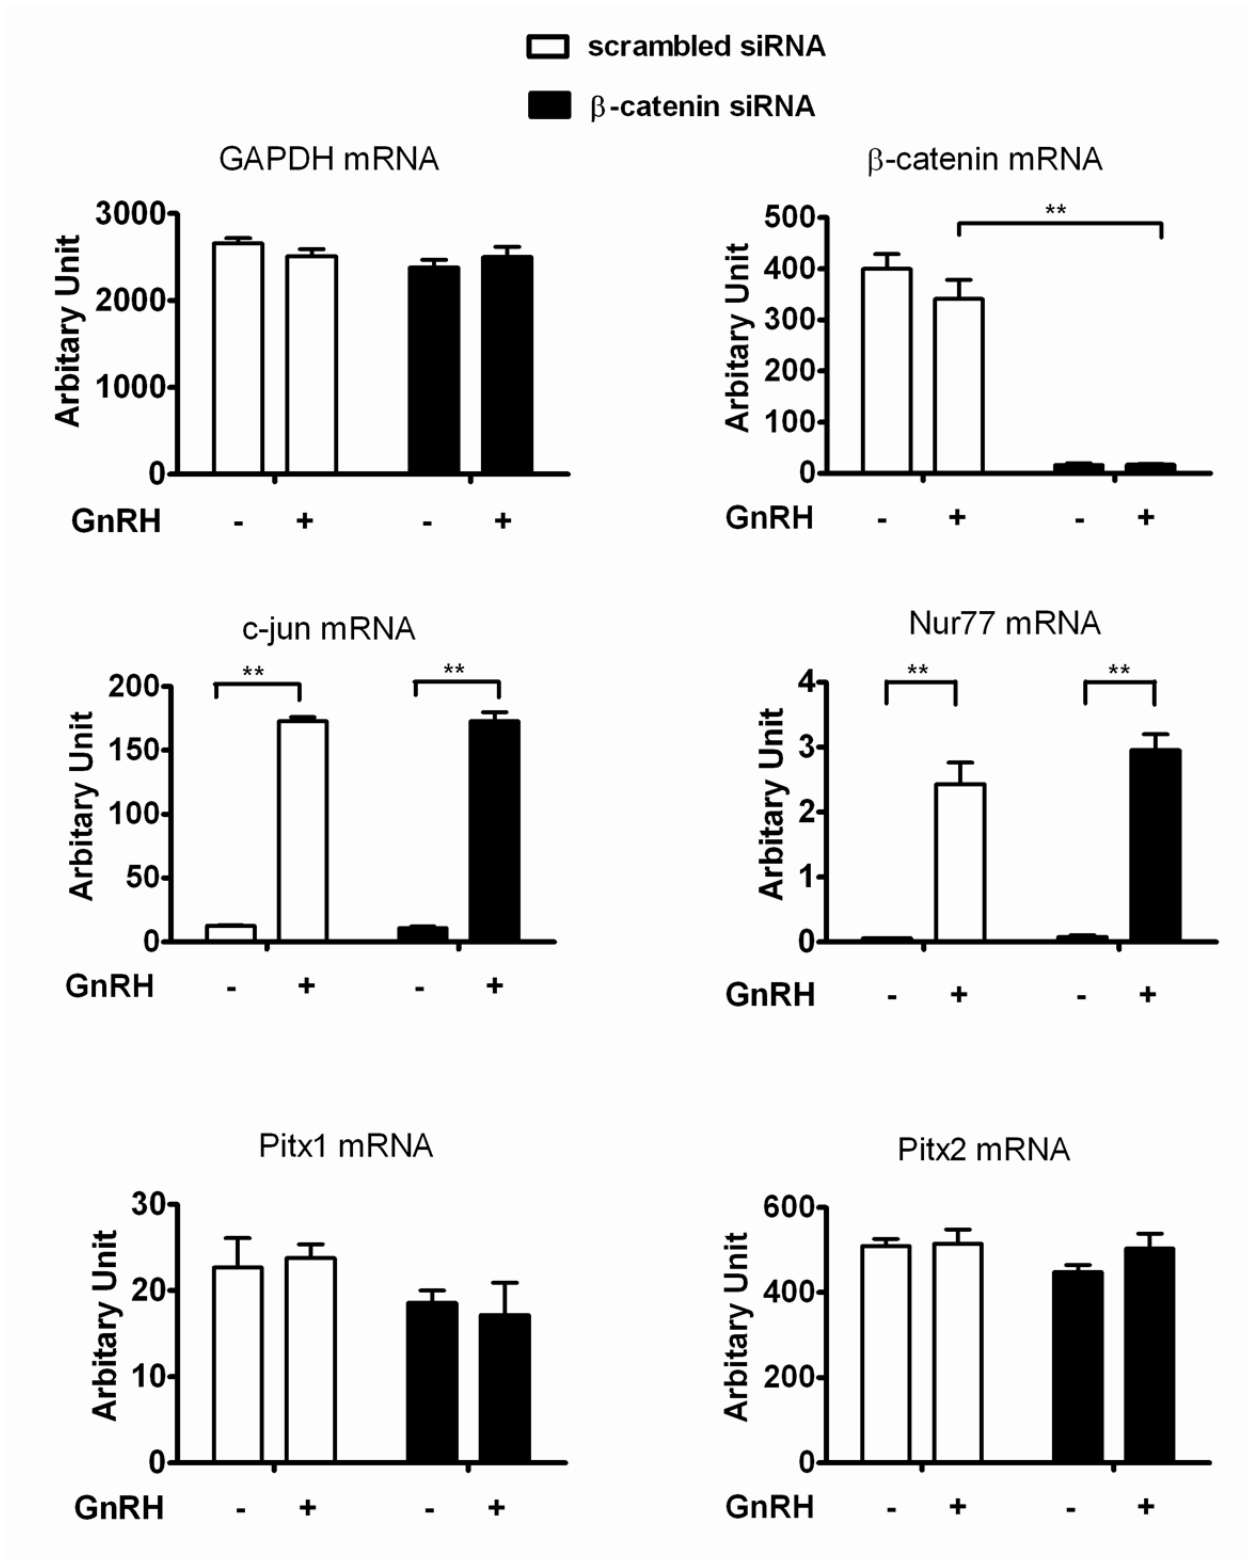 scrambled siRNA
β-catenin siRNA
GAPDH mRNA
3000
2000
1000
0
Arbitary Unit
GnRH - + - +
β-catenin mRNA
**
500
400
300
200
100
0
Arbitary Unit
GnRH - + - +
c-jun mRNA
** **
200
150
100
50
0
Arbitary Unit
GnRH - + - +
Nur77 mRNA
** **
4
3
2
1
0
Arbitary Unit
GnRH - + - +
Pitx1 mRNA
30
20
10
0
Arbitary Unit
GnRH - + - +
Pitx2 mRNA
600
400
200
0
Arbitary Unit
GnRH - + - +